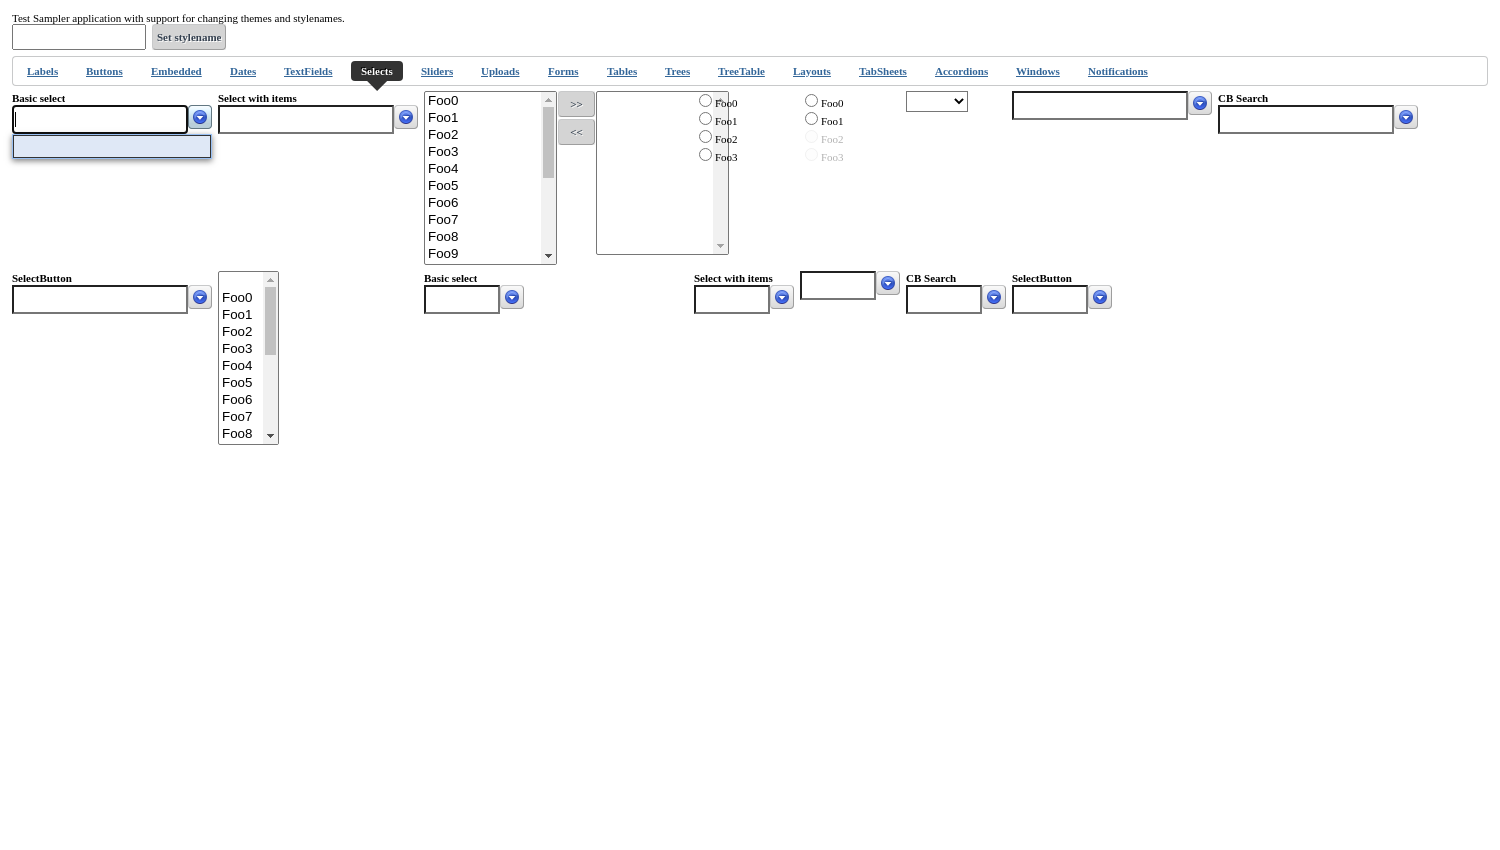 Test Sampler application with support for changing themes and stylenames.
Set stylename
Labels Buttons Embedded Dates TextFields Selects Sliders Uploads Forms Tables Trees TreeTable Layouts TabSheets Accordions Windows Notifications
Basic select
Select with items
Foo0
Foo1
Foo2
Foo3
Foo4
Foo5
Foo6
Foo7
Foo8
Foo9
>>
<<
Foo0
Foo1
Foo2
Foo3
Foo0
Foo1
Foo2
Foo3
CB Search
SelectButton
Foo0
Foo1
Foo2
Foo3
Foo4
Foo5
Foo6
Foo7
Foo8
Basic select
Select with items
CB Search
SelectButton